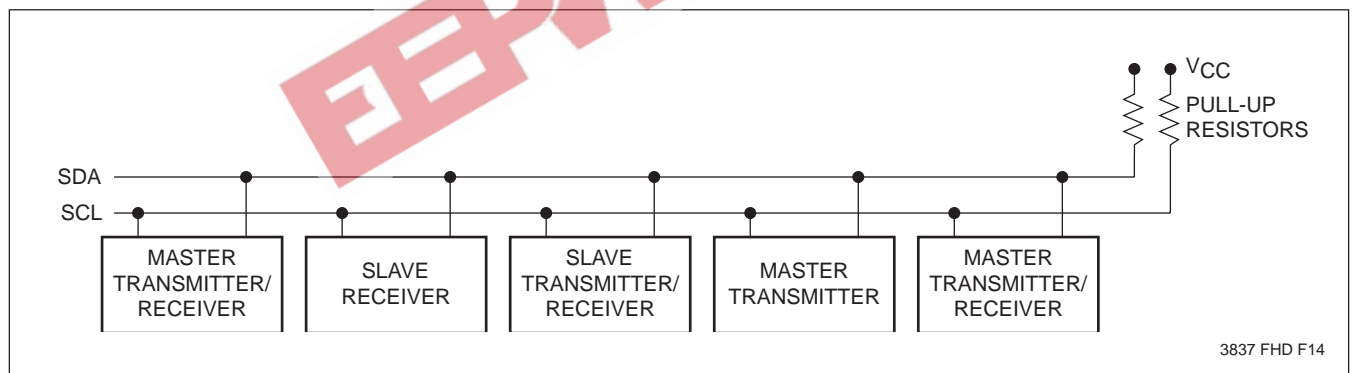 VCC
PULL-UP
RESISTORS
SDA
SCL
MASTER
TRANSMITTER/
RECEIVER
SLAVE
RECEIVER
SLAVE
TRANSMITTER/
RECEIVER
MASTER
TRANSMITTER
MASTER
TRANSMITTER/
RECEIVER
3837 FHD F14